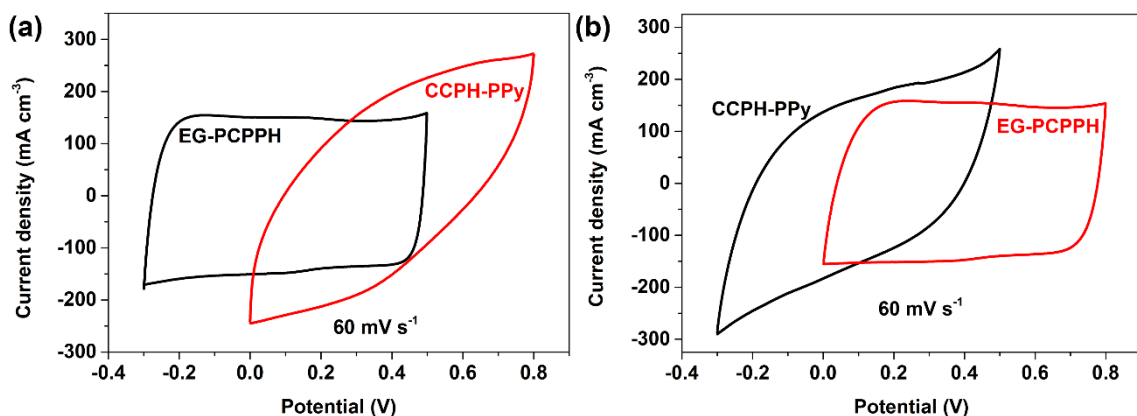 (a)
300
200
100
0
-100
-200
-300
Current density (mA cm⁻³)
EG-PCPPH
CCPH-PPy
60 mV s⁻¹
-0.4 -0.2 0.0 0.2 0.4 0.6 0.8
Potential (V)
(b)
300
200
100
0
-100
-200
-300
Current density (mA cm⁻³)
CCPH-PPy
EG-PCPPH
60 mV s⁻¹
-0.4 -0.2 0.0 0.2 0.4 0.6 0.8
Potential (V)